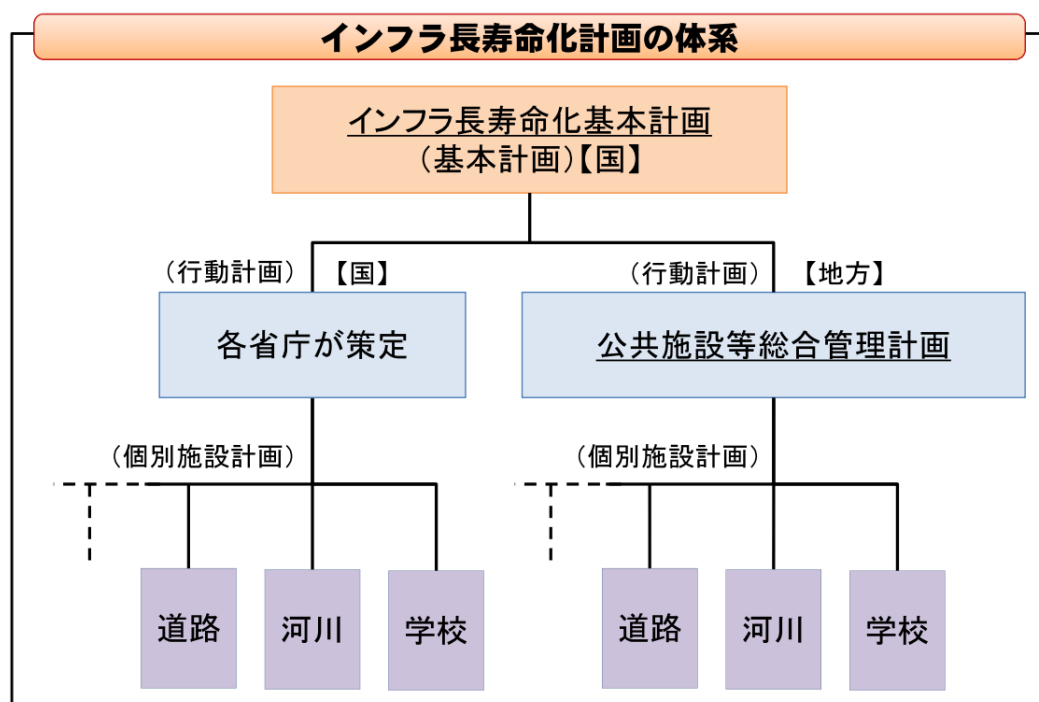 インフラ長寿命化計画の体系
インフラ長寿命化基本計画
(基本計画)【国】
(行動計画) 【国】
各省庁が策定
(個別施設計画)
道路
河川
学校
(行動計画) 【地方】
公共施設等総合管理計画
(個別施設計画)
道路
河川
学校